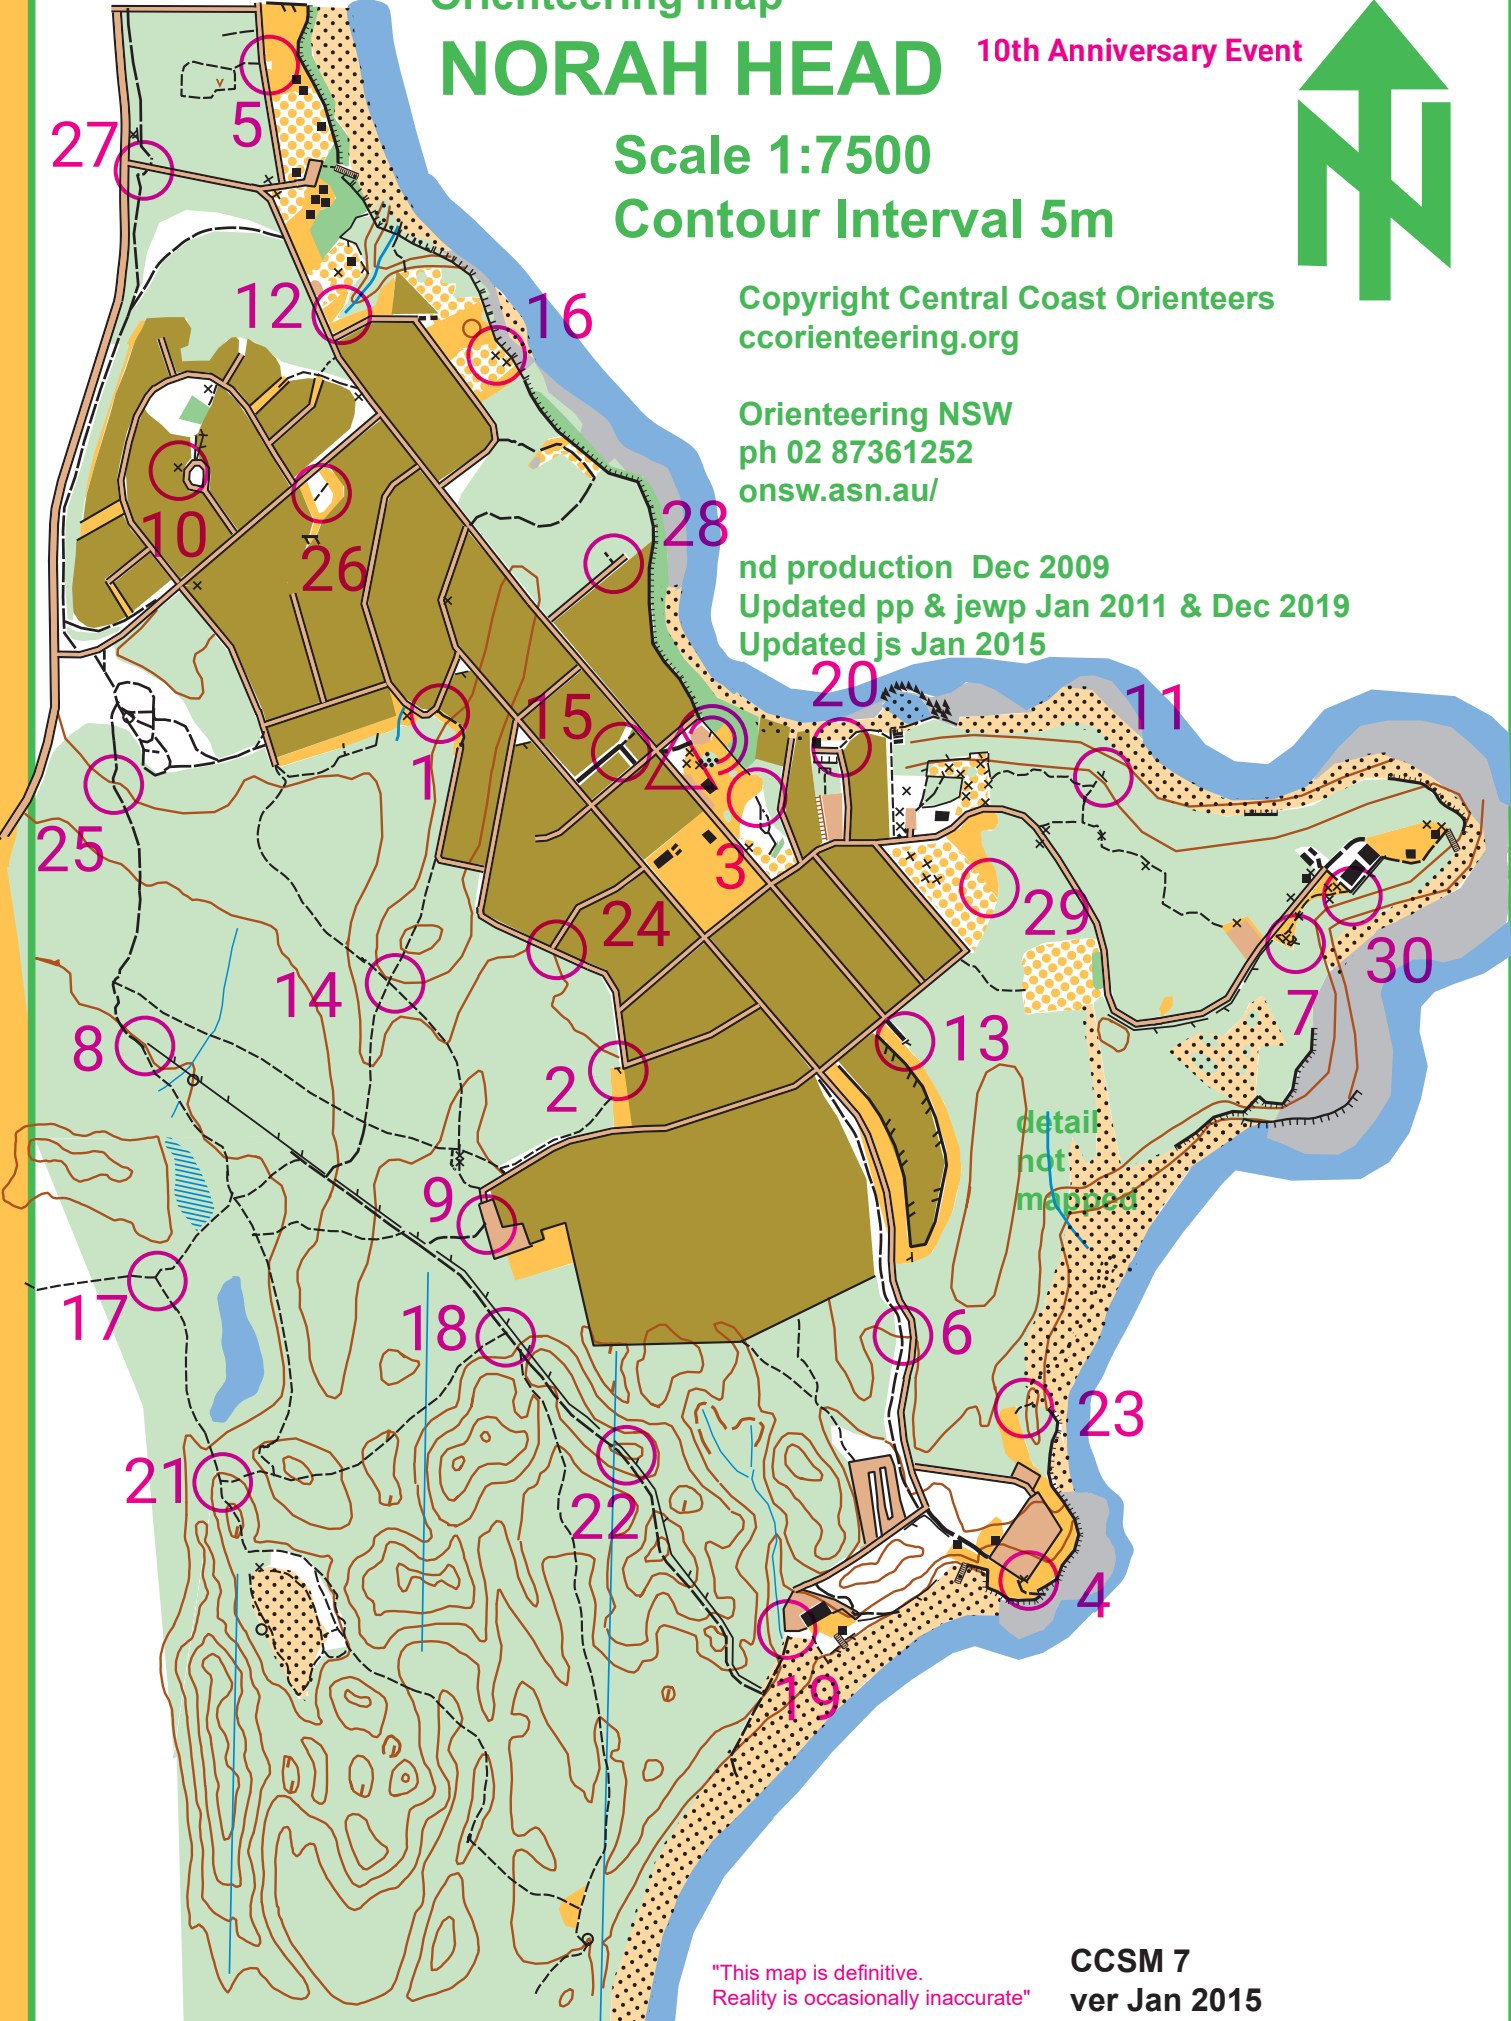 Orienteering map
NORAH HEAD
10th Anniversary Event
Scale 1:7500
Contour Interval 5m
Copyright Central Coast Orienteers
ccorienteering.org
Orienteering NSW
ph 02 87361252
onsw.asn.au/
nd production Dec 2009
Updated pp & jewp Jan 2011 & Dec 2019
Updated js Jan 2015
5
27
12
16
10
26
28
15
20
11
1
25
3
29
24
14
30
7
8
13
2
detail
not
mapped
9
17
18
6
23
21
22
4
19
"This map is definitive.
Reality is occasionally inaccurate"
CCSM 7
ver Jan 2015